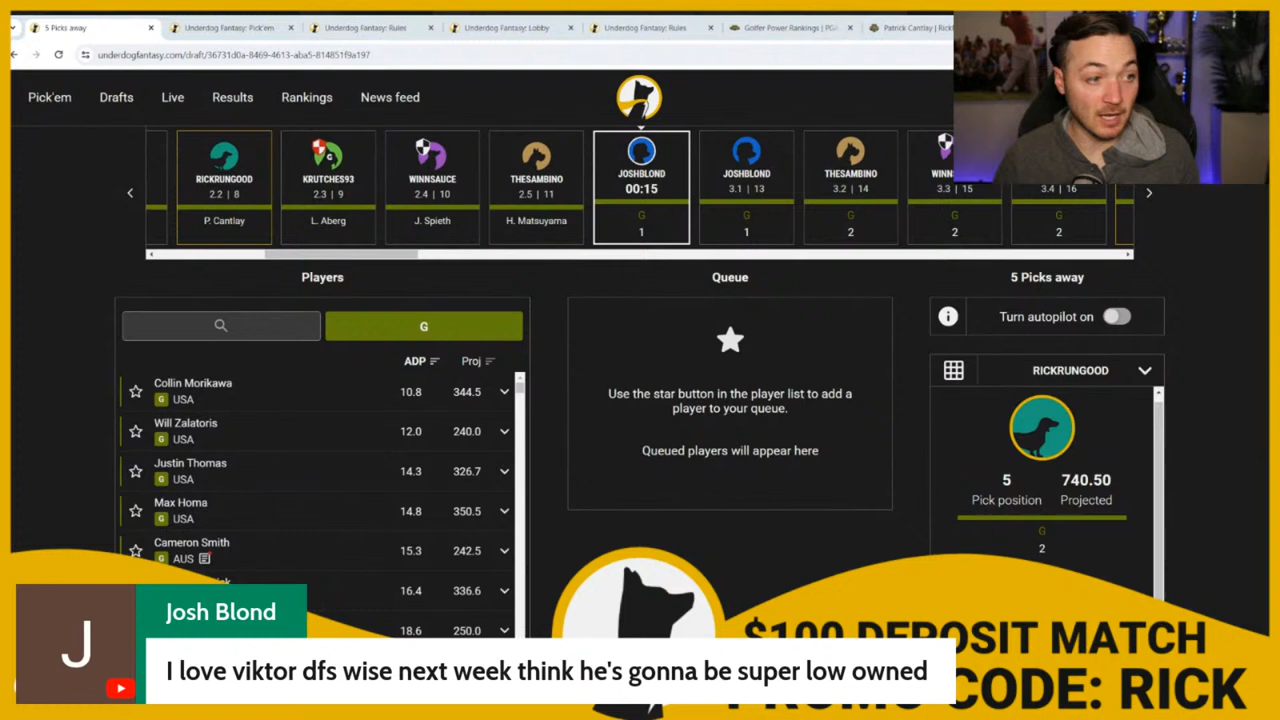 5 Picks away
Underdog Fantasy: Pick'em
Underdog Fantasy: Rules
Underdog Fantasy: Lobby
Underdog Fantasy: Rules
Golfer Power Rankings | PG
Patrick Cantlay | Rick
underdogfantasy.com/draft/36731d0a-8469-4613-aba5-814851f9a197
Pick'em
Drafts
Live
Results
Rankings
News feed
RICKRUNGOOD
2.2 | 8
P. Cantlay
KRUTCHES93
2.3 | 9
L. Aberg
WINNSAUCE
2.4 | 10
J. Spieth
THESAMBINO
2.5 | 11
H. Matsuyama
JOSHBLOND
00:15
G
1
JOSHBLOND
3.1 | 13
G
1
THESAMBINO
3.2 | 14
G
2
3.3 | 15
G
2
3.4 | 16
G
2
Players
Queue
5 Picks away
G
ADP
Proj
Collin Morikawa
G USA
10.8
344.5
Will Zalatoris
G USA
12.0
240.0
Justin Thomas
G USA
14.3
326.7
Max Homa
G USA
14.8
350.5
Cameron Smith
G AUS
15.3
242.5
16.4
336.6
18.6
250.0
Use the star button in the player list to add a
player to your queue.
Queued players will appear here
Turn autopilot on
RICKRUNGOOD
5
Pick position
740.50
Projected
G
2
$100 DEPOSIT MATCH
PROMO CODE: RICK
J
Josh Blond
I love viktor dfs wise next week think he's gonna be super low owned